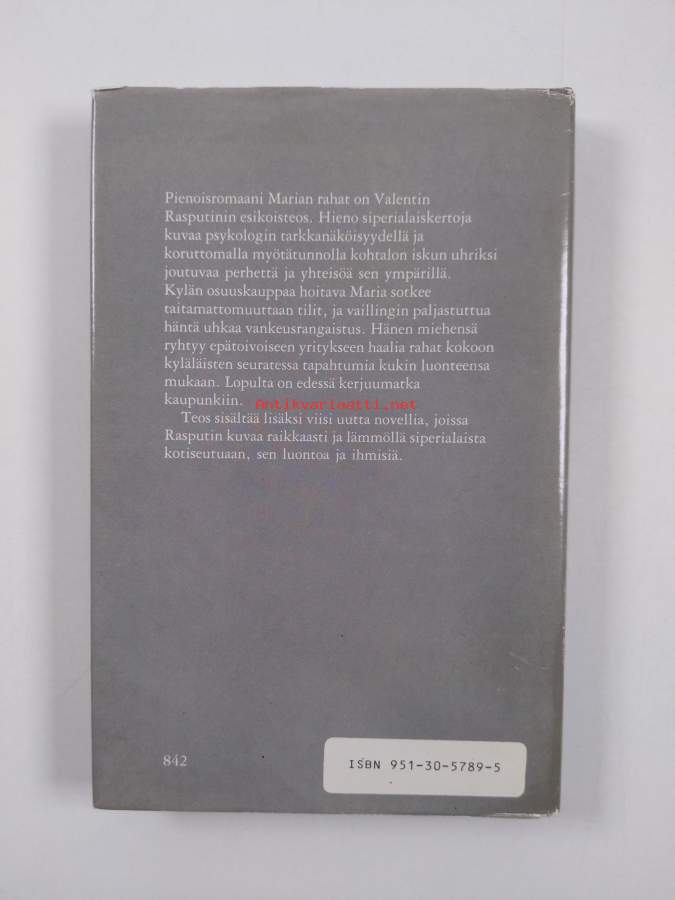 Pienoisromaani Marian rahat on Valentin
Rasputinin esikoisteos. Hieno siperialaiskertoja
kuvaa psykologin tarkkanäköisyydellä ja
koruttomalla myötätunnolla kohtalon iskun uhriksi
joutuvaa perhettä ja yhteisöä sen ympärillä.
Kylän osuuskauppaa hoitava Maria sotkee
taitamattomuuttaan tilit, ja vaillingin paljastuttua
häntä uhkaa vankeusrangaistus. Hänen miehensä
ryhtyy epätoivoiseen yritykseen haalia rahat kokoon
kyläläisten seuratessa tapahtumia kukin luonteensa
mukaan. Lopulta on edessä kerjuumatka
kaupunkiin.
Antikvariaatti.net
Teos sisältää lisäksi viisi uutta novellia, joissa
Rasputin kuvaa raikkaasti ja lämmöllä siperialaista
kotiseutuaan, sen luontoa ja ihmisiä.
842
ISBN 951-30-5789-5